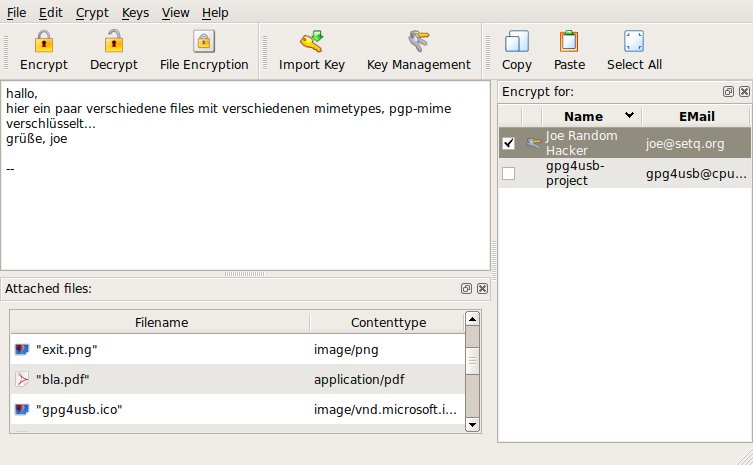 File Edit Crypt Keys View Help
Encrypt Decrypt File Encryption Import Key Key Management Copy Paste Select All
hallo,
hier ein paar verschiedene files mit verschiedenen mimetypes, pgp-mime
verschlüsselt...
grüße, joe
--
Encrypt for:
Name EMail
Joe Random
Hacker joe@setq.org
gpg4usb-
project gpg4usb@cpu...
Attached files:
Filename Contenttype
"exit.png" image/png
"bla.pdf" application/pdf
"gpg4usb.ico" image/vnd.microsoft.i...